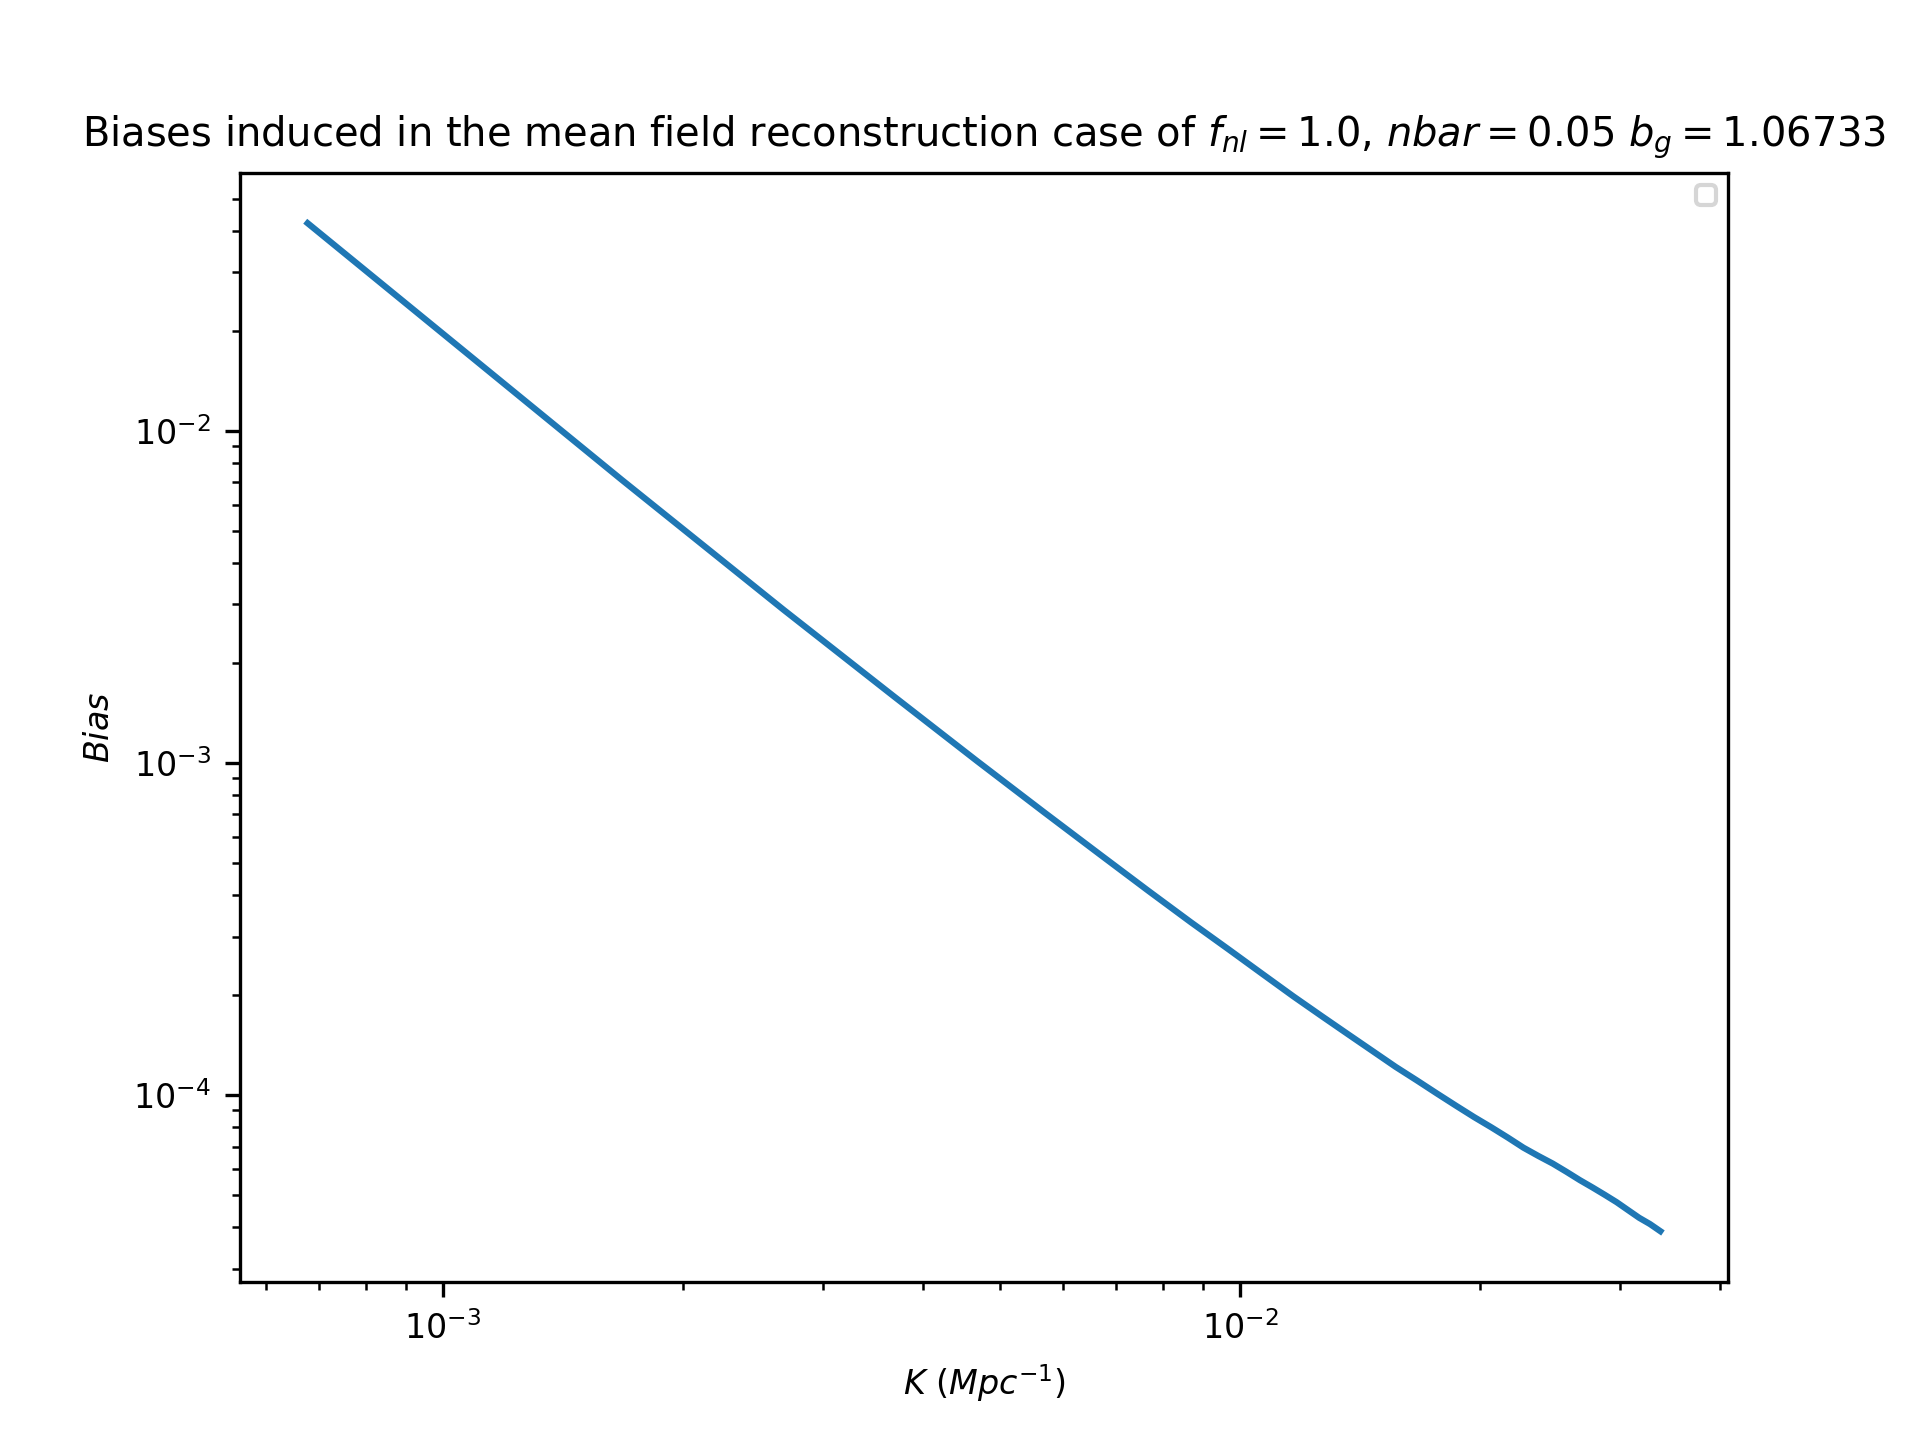 Biases induced in the mean field reconstruction case of f_{nl} = 1.0, nbar = 0.05 b_g = 1.06733
10^{-2}
10^{-3}
10^{-4}
Bias
10^{-3} 10^{-2}
K (Mpc^{-1})